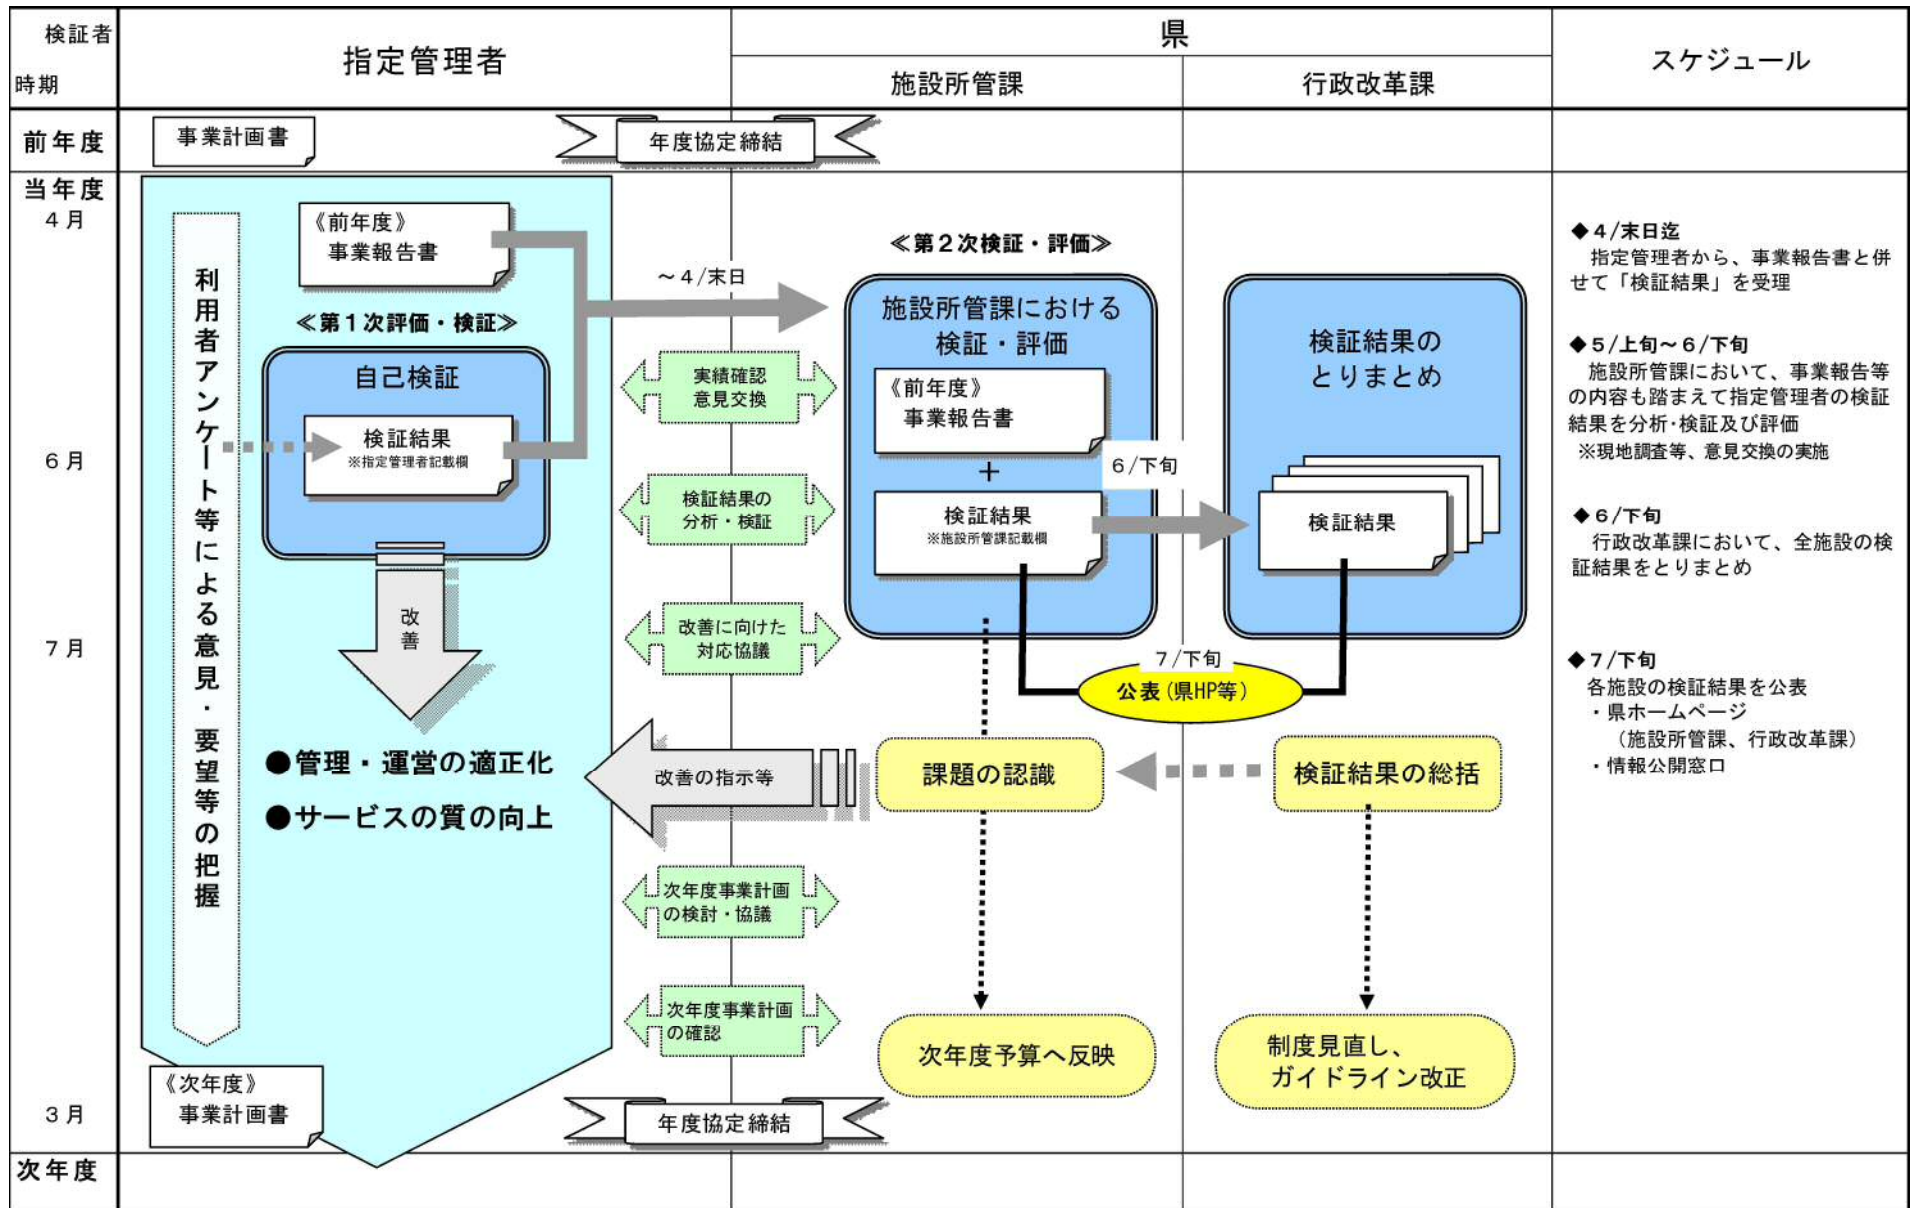 検証者
時期
指定管理者
県
施設所管課
行政改革課
スケジュール
前年度
事業計画書
年度協定締結
当年度
4月
6月
7月
3月
次年度
利用者アンケート等による意見・要望等の把握
《前年度》
事業報告書
≪第1次評価・検証≫
自己検証
検証結果
※指定管理者記載欄
改善
●管理・運営の適正化
●サービスの質の向上
《次年度》
事業計画書
～4/末日
実績確認
意見交換
検証結果の
分析・検証
改善に向けた
対応協議
改善の指示等
次年度事業計画
の検討・協議
次年度事業計画
の確認
年度協定締結
≪第2次検証・評価≫
施設所管課における
検証・評価
《前年度》
事業報告書
＋
検証結果
※施設所管課記載欄
6/下旬
検証結果の
とりまとめ
検証結果
7/下旬
公表(県HP等)
課題の認識
検証結果の総括
次年度予算へ反映
制度見直し、
ガイドライン改正
◆4/末日迄
指定管理者から、事業報告書と併
せて「検証結果」を受理
◆5/上旬～6/下旬
施設所管課において、事業報告等
の内容も踏まえて指定管理者の検証
結果を分析・検証及び評価
※現地調査等、意見交換の実施
◆6/下旬
行政改革課において、全施設の検
証結果をとりまとめ
◆7/下旬
各施設の検証結果を公表
・県ホームページ
（施設所管課、行政改革課）
・情報公開窓口